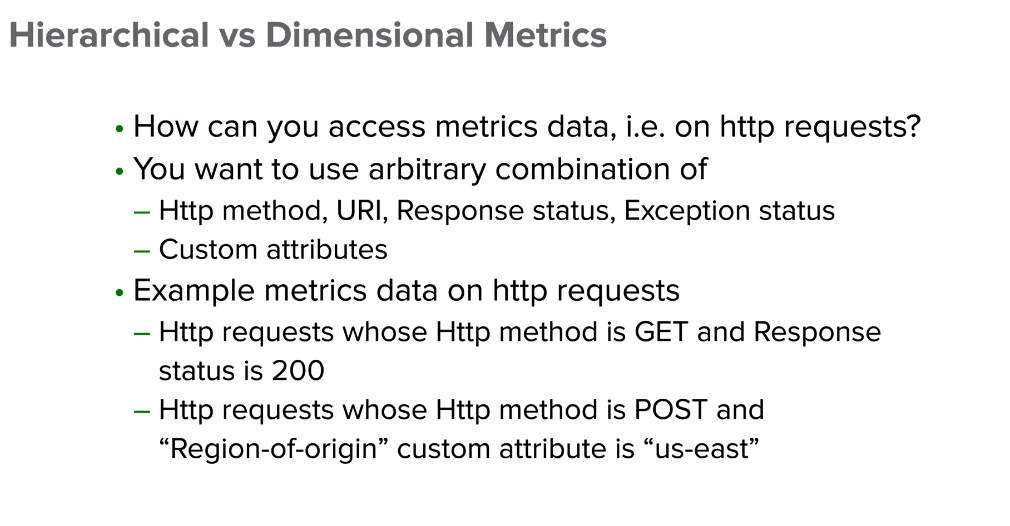 Hierarchical vs Dimensional Metrics
• How can you access metrics data, i.e. on http requests?
• You want to use arbitrary combination of
– Http method, URI, Response status, Exception status
– Custom attributes
• Example metrics data on http requests
– Http requests whose Http method is GET and Response
status is 200
– Http requests whose Http method is POST and
“Region-of-origin” custom attribute is “us-east”